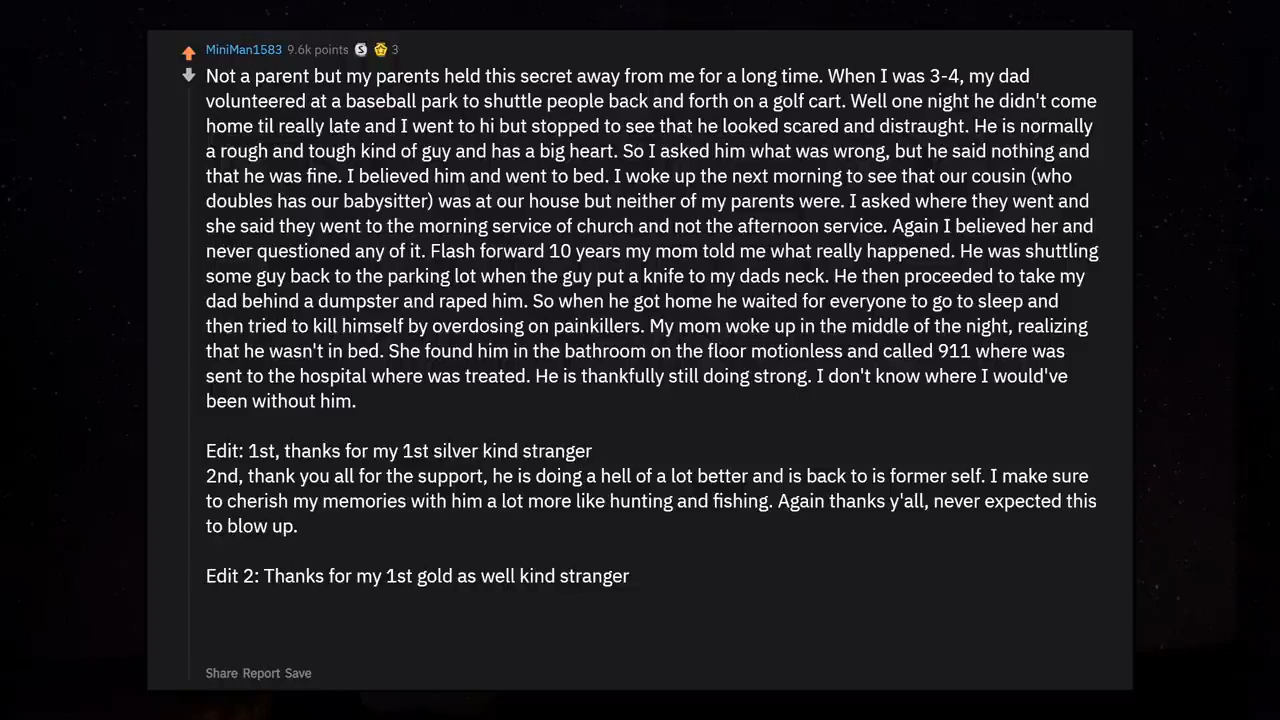 MiniMan1583 9.6k points 3
Not a parent but my parents held this secret away from me for a long time. When I was 3-4, my dad
volunteered at a baseball park to shuttle people back and forth on a golf cart. Well one night he didn't come
home til really late and I went to hi but stopped to see that he looked scared and distraught. He is normally
a rough and tough kind of guy and has a big heart. So I asked him what was wrong, but he said nothing and
that he was fine. I believed him and went to bed. I woke up the next morning to see that our cousin (who
doubles has our babysitter) was at our house but neither of my parents were. I asked where they went and
she said they went to the morning service of church and not the afternoon service. Again I believed her and
never questioned any of it. Flash forward 10 years my mom told me what really happened. He was shuttling
some guy back to the parking lot when the guy put a knife to my dads neck. He then proceeded to take my
dad behind a dumpster and raped him. So when he got home he waited for everyone to go to sleep and
then tried to kill himself by overdosing on painkillers. My mom woke up in the middle of the night, realizing
that he wasn't in bed. She found him in the bathroom on the floor motionless and called 911 where was
sent to the hospital where was treated. He is thankfully still doing strong. I don't know where I would've
been without him.
Edit: 1st, thanks for my 1st silver kind stranger
2nd, thank you all for the support, he is doing a hell of a lot better and is back to is former self. I make sure
to cherish my memories with him a lot more like hunting and fishing. Again thanks y'all, never expected this
to blow up.
Edit 2: Thanks for my 1st gold as well kind stranger
Share Report Save